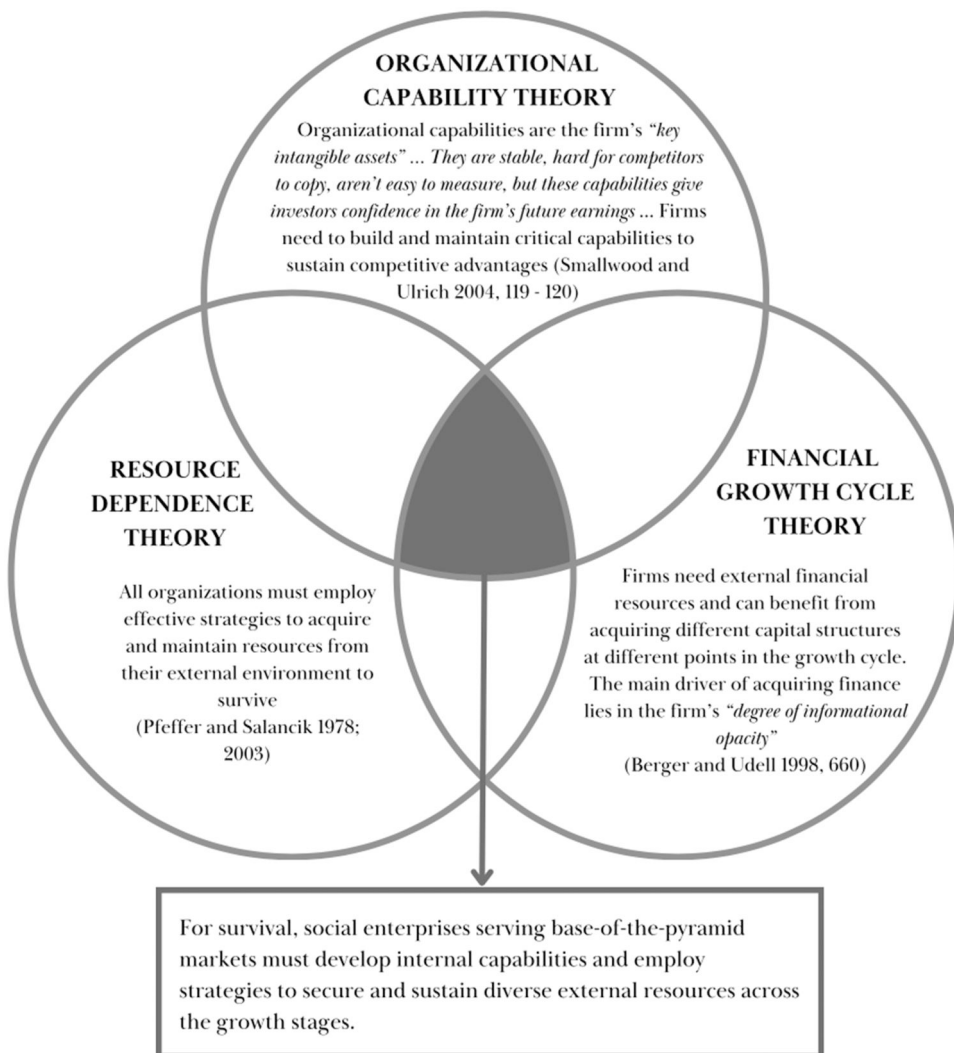 ORGANIZATIONAL
CAPABILITY THEORY
Organizational capabilities are the firm's “key
intangible assets” ... They are stable, hard for competitors
to copy, aren't easy to measure, but these capabilities give
investors confidence in the firm's future earnings ... Firms
need to build and maintain critical capabilities to
sustain competitive advantages (Smallwood and
Ulrich 2004, 119 - 120)
RESOURCE
DEPENDENCE
THEORY
All organizations must employ
effective strategies to acquire
and maintain resources from
their external environment to
survive
(Pfeffer and Salancik 1978;
2003)
FINANCIAL
GROWTH CYCLE
THEORY
Firms need external financial
resources and can benefit from
acquiring different capital structures
at different points in the growth cycle.
The main driver of acquiring finance
lies in the firm's “degree of informational
opacity”
(Berger and Udell 1998, 660)
For survival, social enterprises serving base-of-the-pyramid
markets must develop internal capabilities and employ
strategies to secure and sustain diverse external resources across
the growth stages.